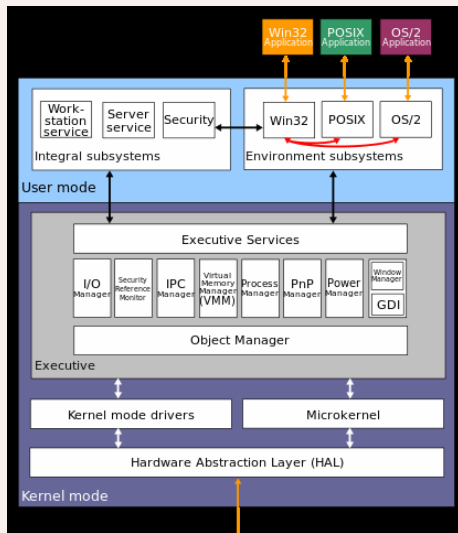 Win32
Application
POSIX
Application
OS/2
Application
Work-
station
service
Server
service
Security
Integral subsystems
Win32
POSIX
OS/2
Environment subsystems
User mode
Executive Services
I/O
Manager
Security
Reference
Monitor
IPC
Manager
Virtual
Memory
Manager
(VMM)
Process
Manager
PnP
Manager
Power
Manager
Window
Manager
GDI
Object Manager
Executive
Kernel mode drivers
Microkernel
Hardware Abstraction Layer (HAL)
Kernel mode